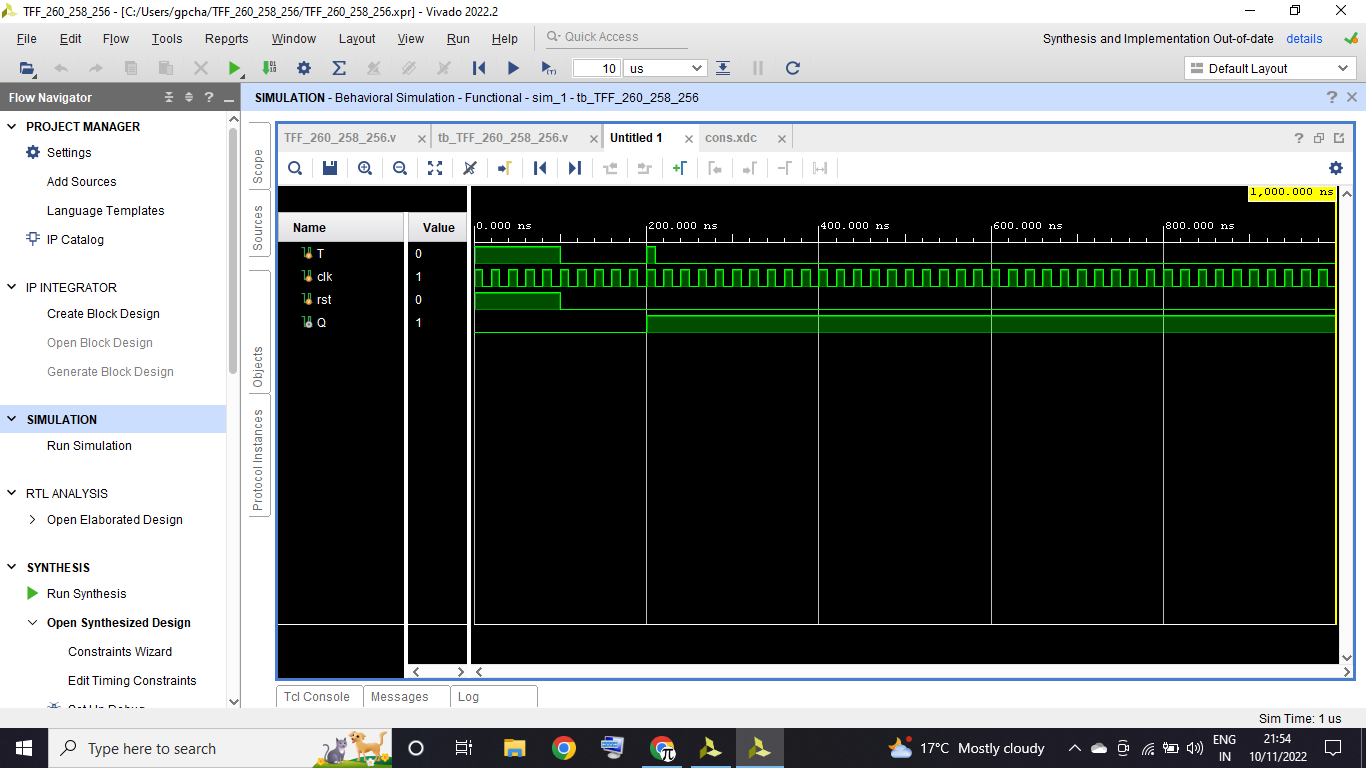 TFF_260_258_256 - [C:/Users/gpcha/TFF_260_258_256/TFF_260_258_256.xpr] - Vivado 2022.2
File Edit Flow Tools Reports Window Layout View Run Help Quick Access
Synthesis and Implementation Out-of-date details
10 us
Default Layout
Flow Navigator
PROJECT MANAGER
Settings
Add Sources
Language Templates
IP Catalog
IP INTEGRATOR
Create Block Design
Open Block Design
Generate Block Design
SIMULATION
Run Simulation
RTL ANALYSIS
Open Elaborated Design
SYNTHESIS
Run Synthesis
Open Synthesized Design
Constraints Wizard
Edit Timing Constraints
SIMULATION - Behavioral Simulation - Functional - sim_1 - tb_TFF_260_258_256
Scope
Sources
Objects
Protocol Instances
TFF_260_258_256.v tb_TFF_260_258_256.v Untitled 1 cons.xdc
1,000.000 ns
Name Value
0.000 ns 200.000 ns 400.000 ns 600.000 ns 800.000 ns
T 0
clk 1
rst 0
Q 1
Tcl Console Messages Log
Sim Time: 1 us
Type here to search
17°C Mostly cloudy
ENG
IN
21:54
10/11/2022